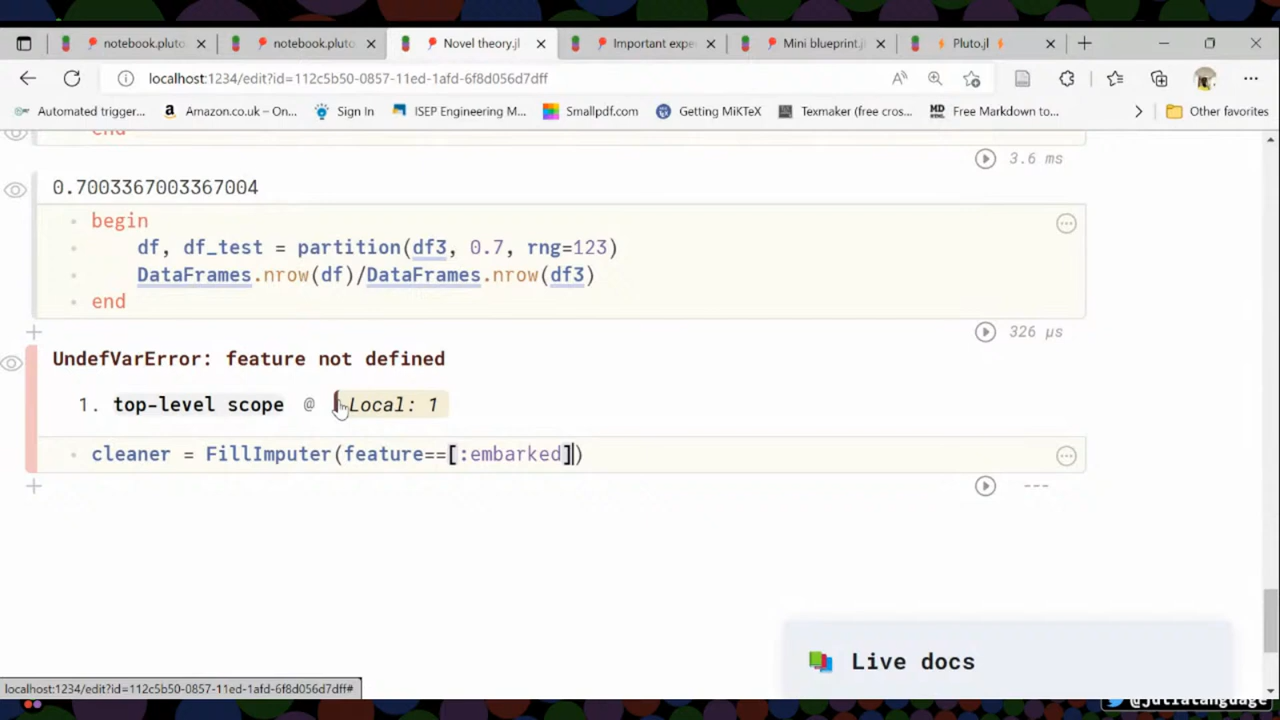 notebook.pluto
notebook.pluto
Novel theory.jl
Important expe
Mini blueprint.jl
Pluto.jl
localhost:1234/edit?id=112c5b50-0857-11ed-1afd-6f8d056d7dff
Automated trigger...
Amazon.co.uk – On...
Sign In
ISEP Engineering M...
Smallpdf.com
Getting MiKTeX
Texmaker (free cros...
Free Markdown to...
Other favorites
end
3.6 ms
0.7003367003367004
begin
df, df_test = partition(df3, 0.7, rng=123)
DataFrames.nrow(df)/DataFrames.nrow(df3)
end
326 μs
UndefVarError: feature not defined
1. top-level scope @ Local: 1
cleaner = FillImputer(feature==[:embarked])
---
Live docs
localhost:1234/edit?id=112c5b50-0857-11ed-1afd-6f8d056d7dff#
@JuliaLanguage